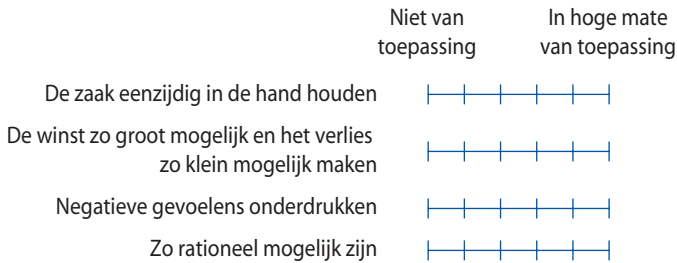 Niet van In hoge mate
toepassing van toepassing
De zaak eenzijdig in de hand houden
De winst zo groot mogelijk en het verlies
zo klein mogelijk maken
Negatieve gevoelens onderdrukken
Zo rationeel mogelijk zijn